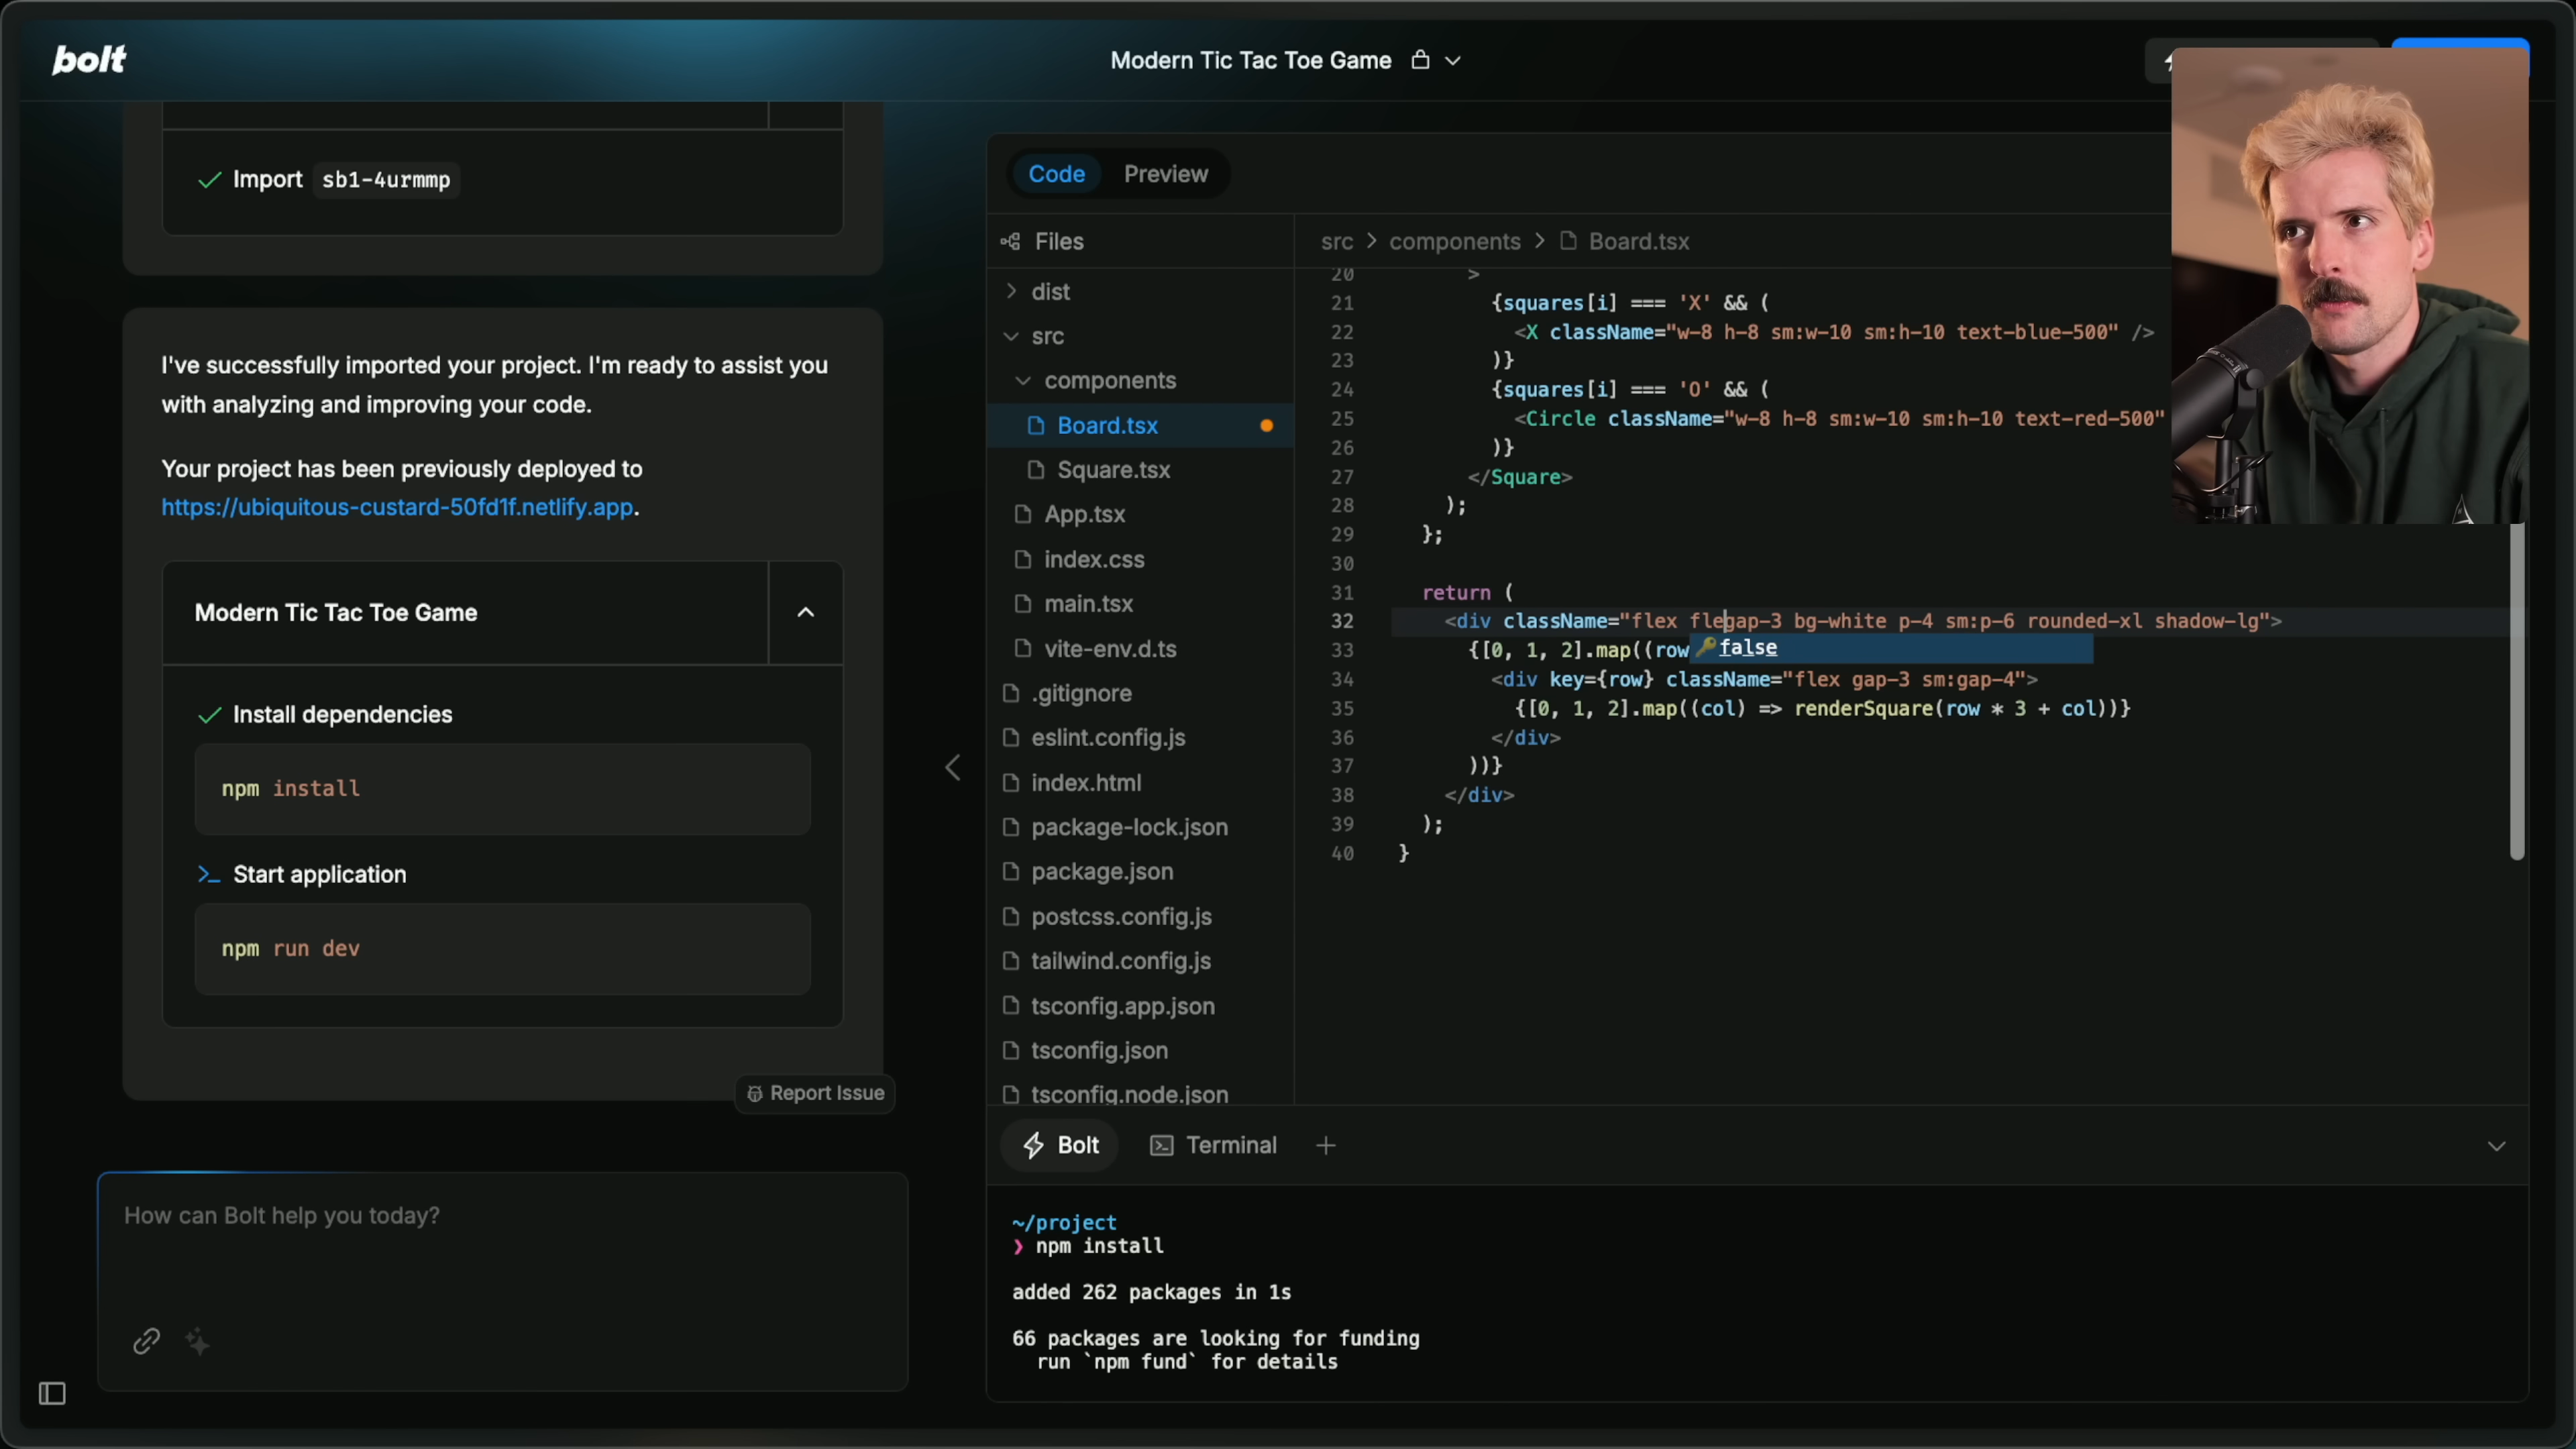 bolt
Modern Tic Tac Toe Game
Import sb1-4urmmp
I've successfully imported your project. I'm ready to assist you
with analyzing and improving your code.
Your project has been previously deployed to
https://ubiquitous-custard-50fd1f.netlify.app.
Modern Tic Tac Toe Game
Install dependencies
npm install
Start application
npm run dev
Report Issue
How can Bolt help you today?
Code Preview
Files
dist
src
components
Board.tsx
Square.tsx
App.tsx
index.css
main.tsx
vite-env.d.ts
.gitignore
eslint.config.js
index.html
package-lock.json
package.json
postcss.config.js
tailwind.config.js
tsconfig.app.json
tsconfig.json
tsconfig.node.json
src > components > Board.tsx
20 >
21 {squares[i] === 'X' && (
22 <X className="w-8 h-8 sm:w-10 sm:h-10 text-blue-500" />
23 )}
24 {squares[i] === 'O' && (
25 <Circle className="w-8 h-8 sm:w-10 sm:h-10 text-red-500"
26 )}
27 </Square>
28 );
29 };
30
31 return (
32 <div className="flex flegap-3 bg-white p-4 sm:p-6 rounded-xl shadow-lg">
33 {[0, 1, 2].map((row
false
34 <div key={row} className="flex gap-3 sm:gap-4">
35 {[0, 1, 2].map((col) => renderSquare(row * 3 + col))}
36 </div>
37 ))}
38 </div>
39 );
40 }
Bolt Terminal +
~/project
❯ npm install
added 262 packages in 1s
66 packages are looking for funding
run `npm fund` for details